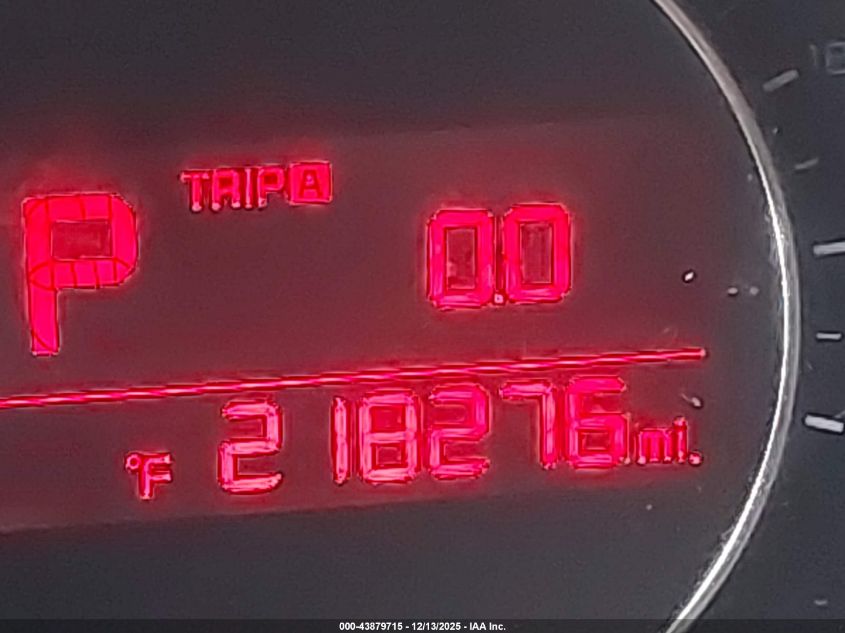 P TRIP A 0.0
°F 218276 mi.
000-43879715 - 12/13/2025 - IAA Inc.